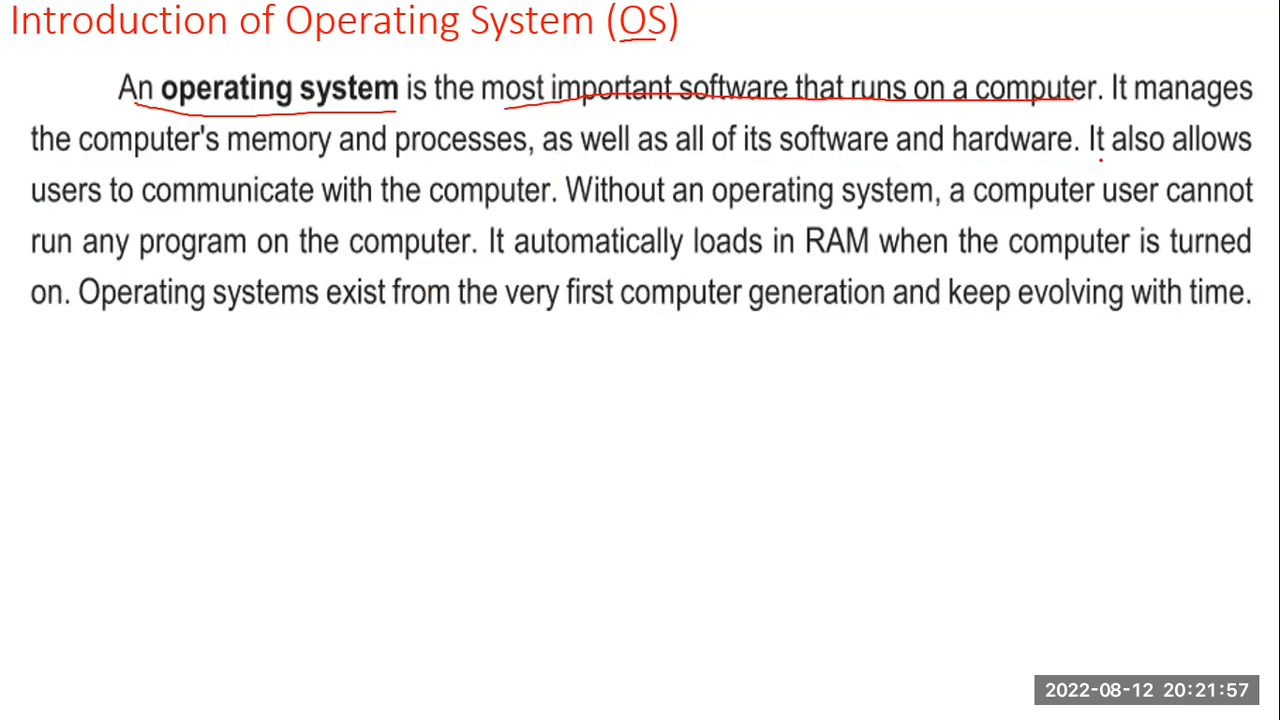 Introduction of Operating System (OS)
An operating system is the most important software that runs on a computer. It manages
the computer's memory and processes, as well as all of its software and hardware. It also allows
users to communicate with the computer. Without an operating system, a computer user cannot
run any program on the computer. It automatically loads in RAM when the computer is turned
on. Operating systems exist from the very first computer generation and keep evolving with time.
2022-08-12 20:21:57